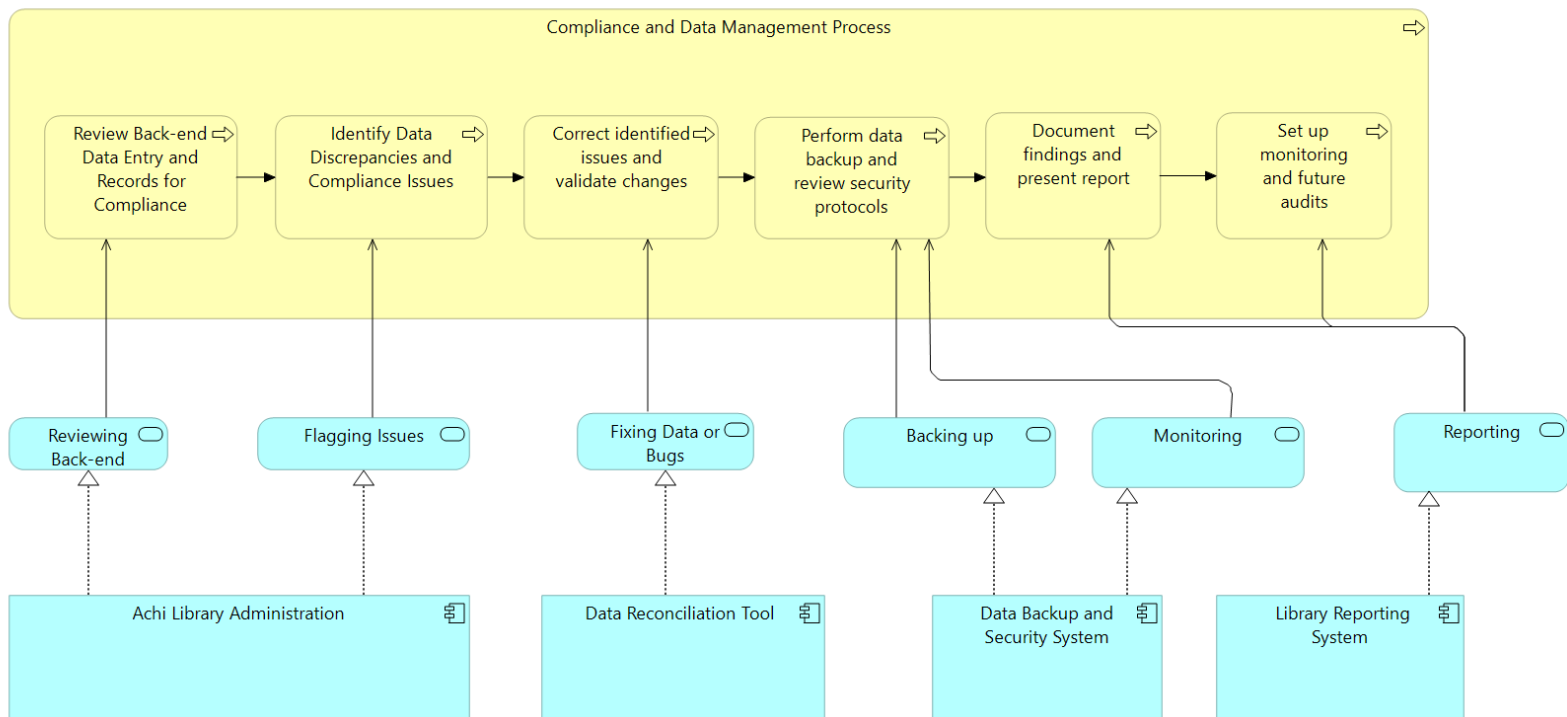 Compliance and Data Management Process
Review Back-end
Data Entry and
Records for
Compliance
Identify Data
Discrepancies and
Compliance Issues
Correct identified
issues and
validate changes
Perform data
backup and
review security
protocols
Document
findings and
present report
Set up
monitoring
and future
audits
Reviewing
Back-end
Flagging Issues
Fixing Data or
Bugs
Backing up
Monitoring
Reporting
Achi Library Administration
Data Reconciliation Tool
Data Backup and
Security System
Library Reporting
System